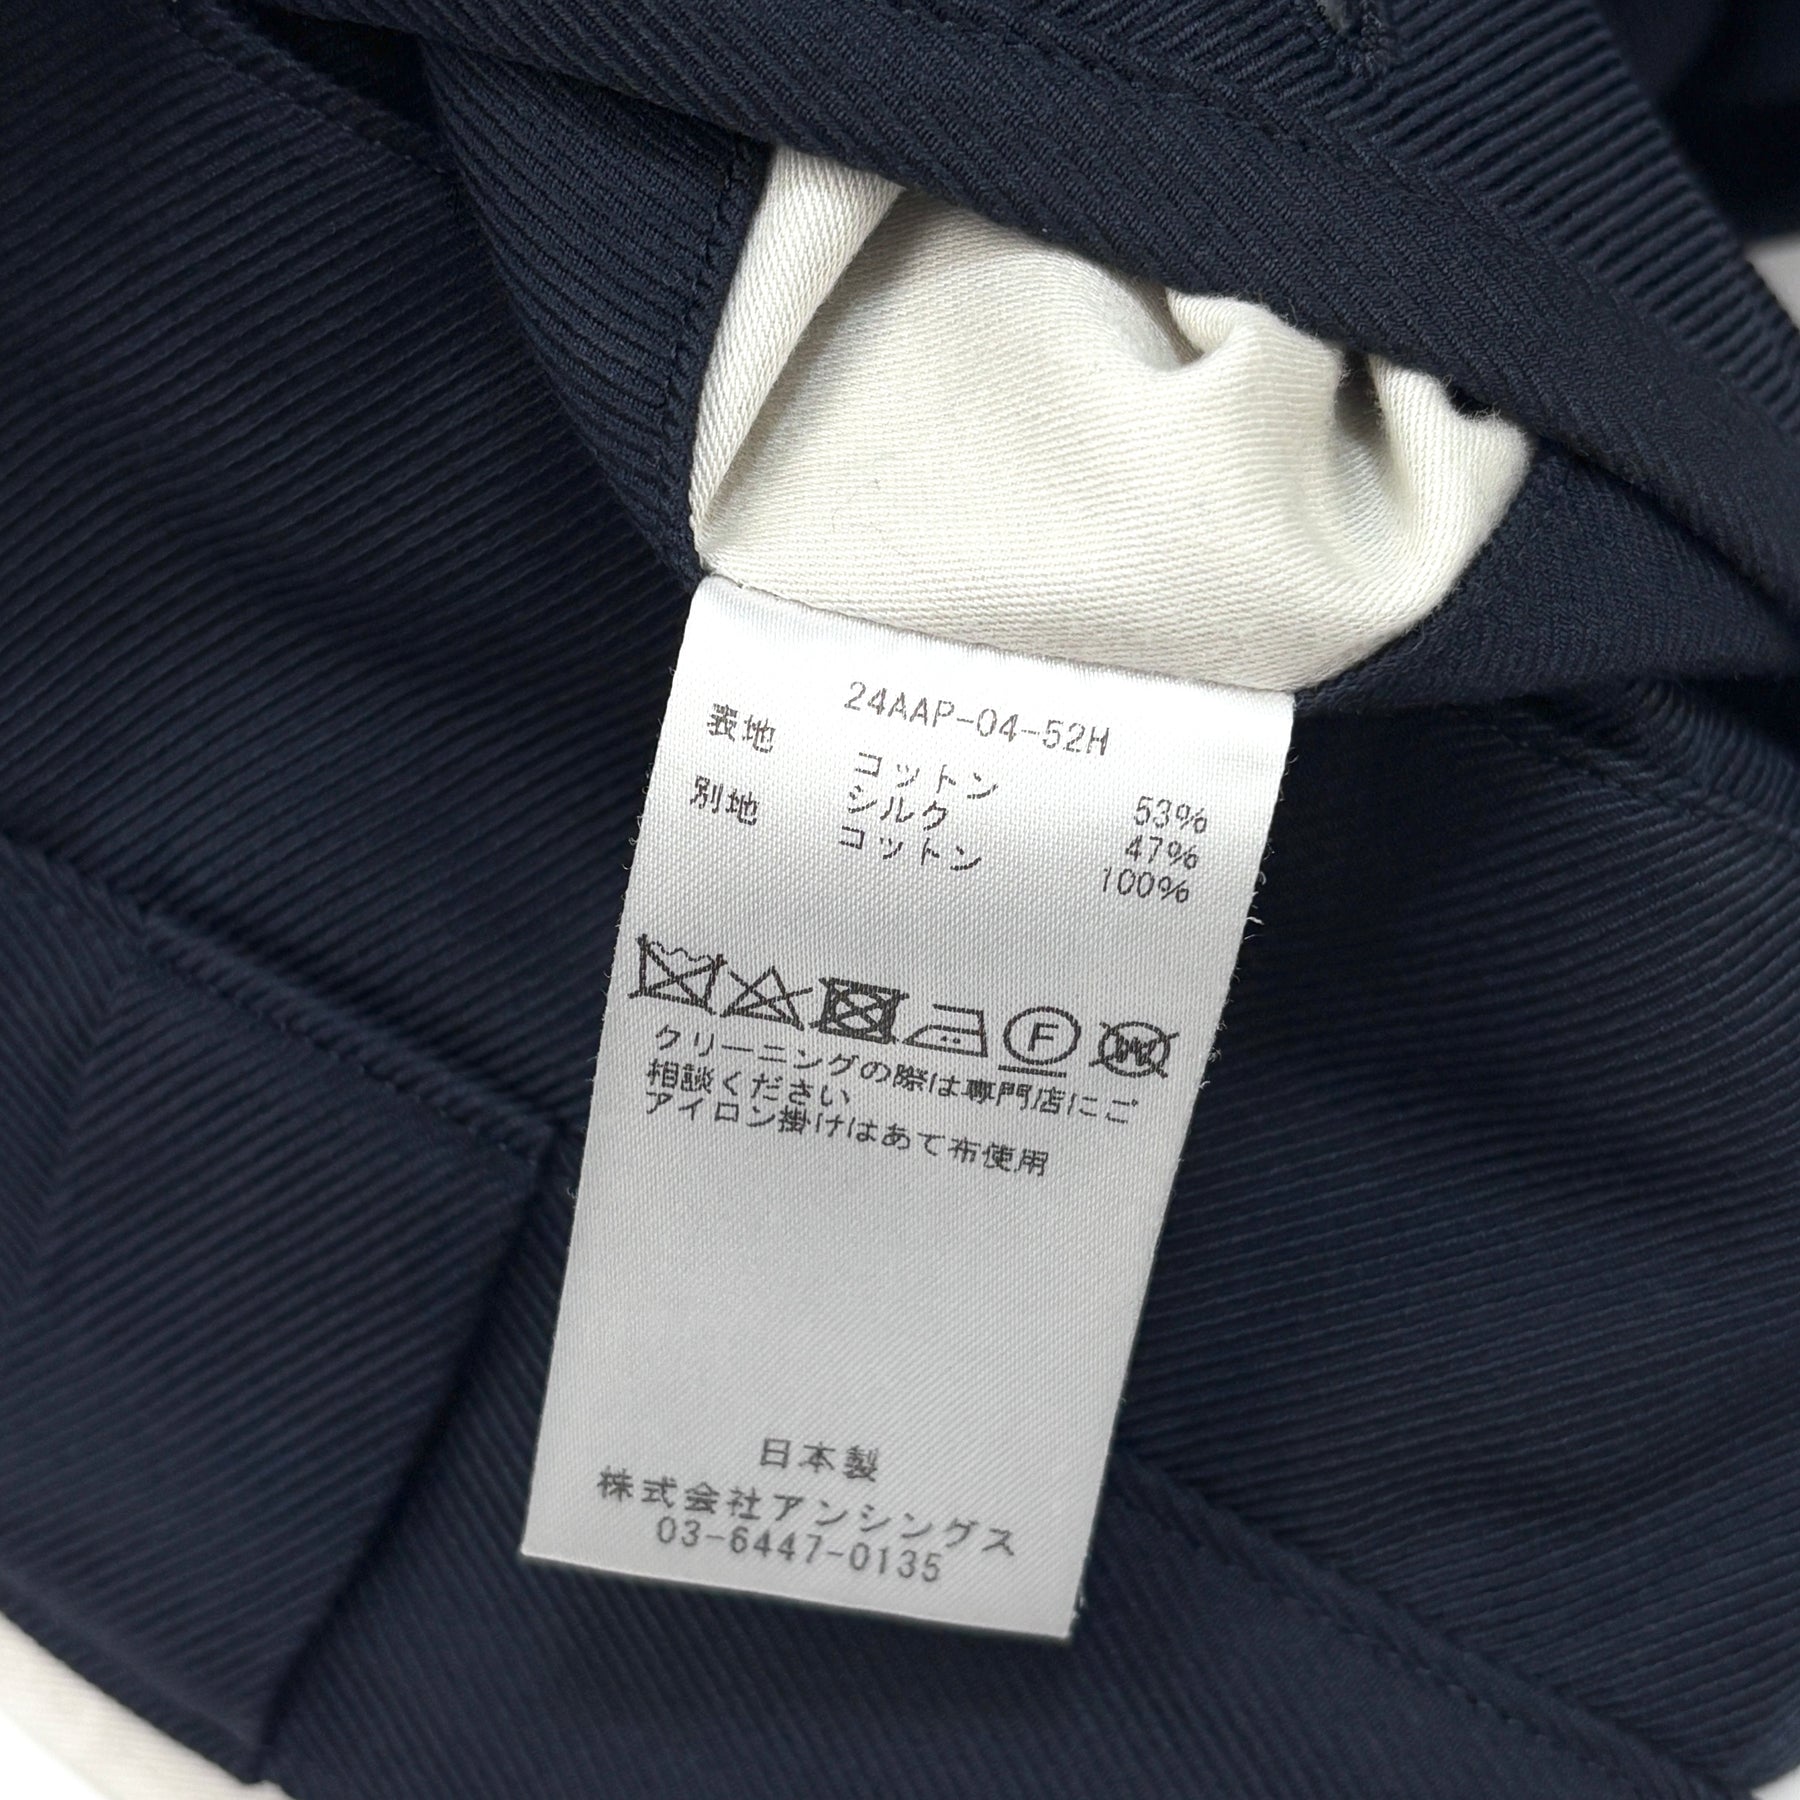 24AAP-04-52H
表地 コットン 53%
シルク 47%
別地 コットン 100%
F W
クリーニングの際は専門店にご
相談ください
アイロン掛けはあて布使用
日本製
株式会社アンシングス
03-6447-0135